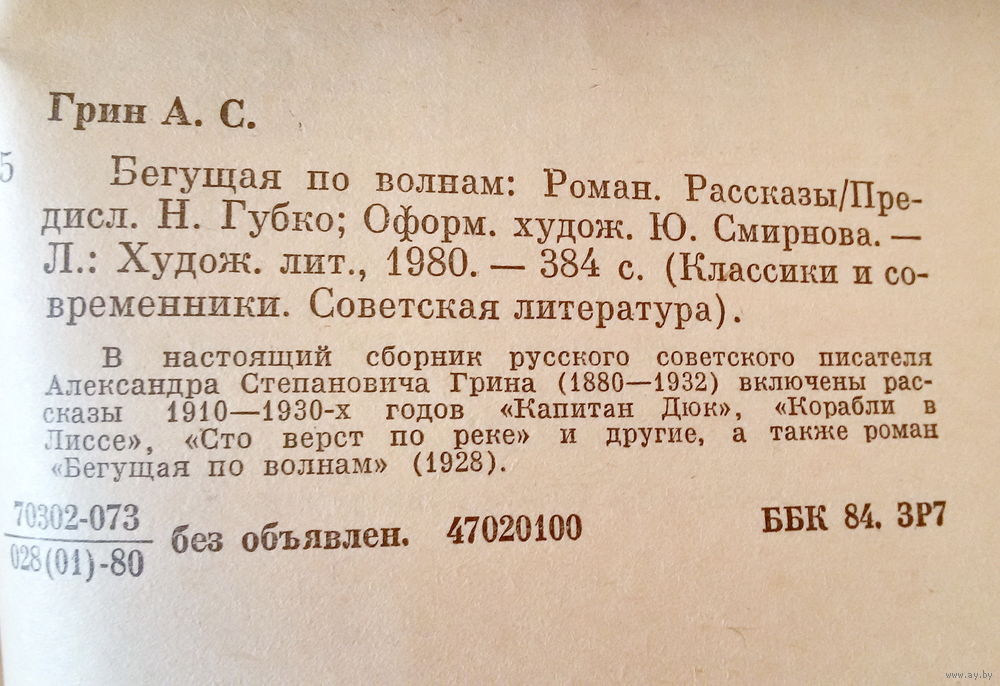 Грин А. С.
5
Бегущая по волнам: Роман. Рассказы/Пре-
дисл. Н. Губко; Оформ. худож. Ю. Смирнова. —
Л.: Худож. лит., 1980. — 384 с. (Классики и со-
временники. Советская литература).
В настоящий сборник русского советского писателя
Александра Степановича Грина (1880—1932) включены рас-
сказы 1910—1930-х годов «Капитан Дюк», «Корабли в
Лиссе», «Сто верст по реке» и другие, а также роман
«Бегущая по волнам» (1928).
70302-073
028(01)-80
без объявлен. 47020100
ББК 84. 3Р7
www.ay.by